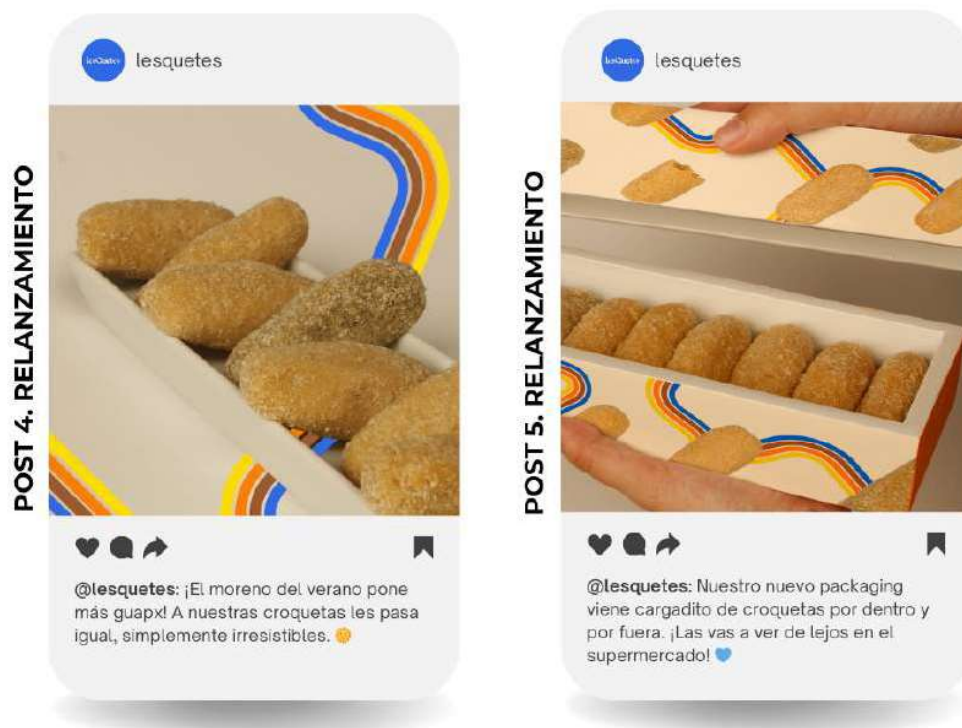 POST 4. RELANZAMIENTO
lesquetes
@lesquetes: ¡El moreno del verano pone
más guapx! A nuestras croquetas les pasa
igual, simplemente irresistibles. 🟠
POST 5. RELANZAMIENTO
lesquetes
@lesquetes: Nuestro nuevo packaging
viene cargadito de croquetas por dentro y
por fuera. ¡Las vas a ver de lejos en el
supermercado! 💙